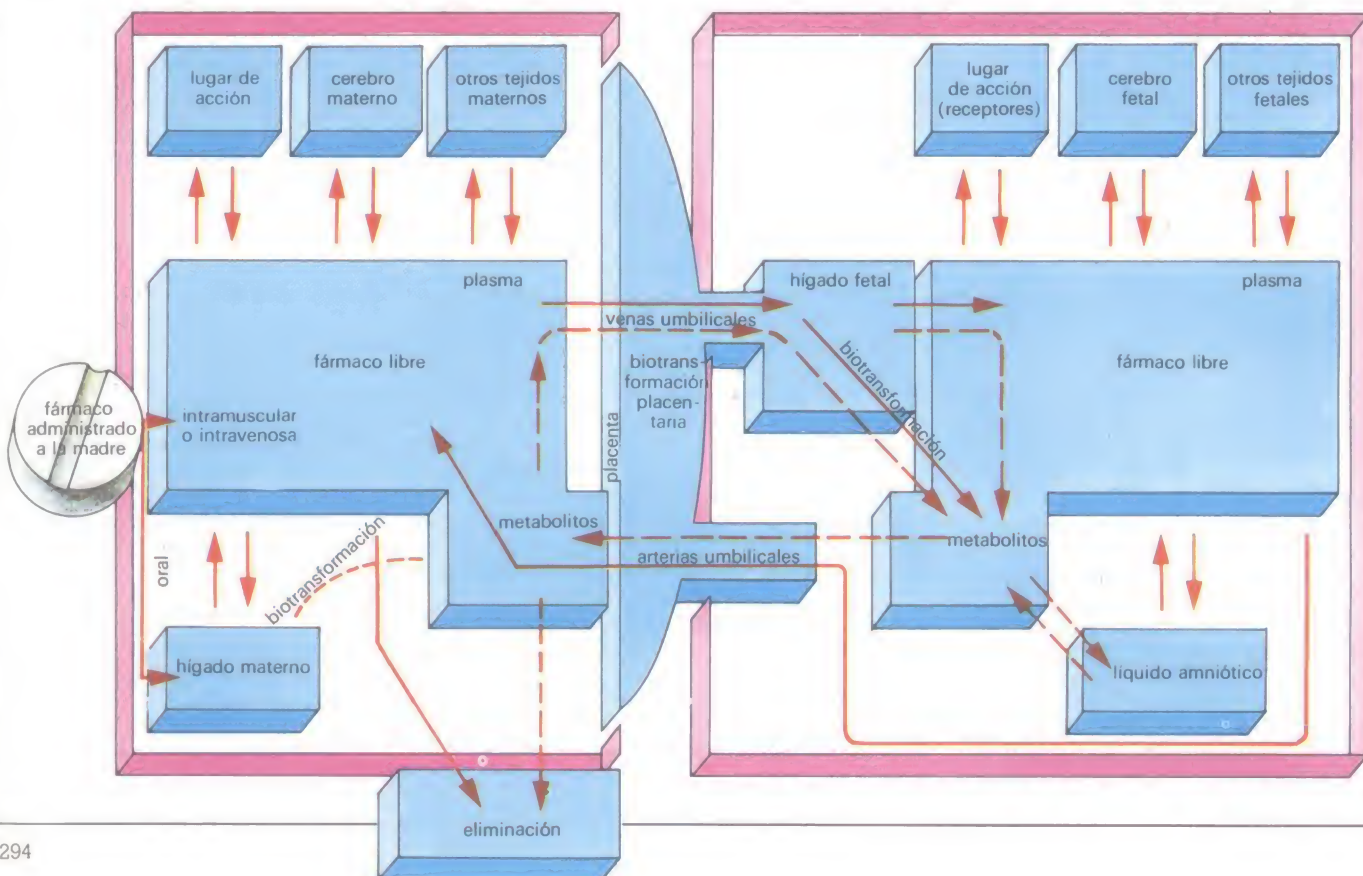 lugar de
acción
cerebro
materno
otros tejidos
maternos
lugar
de acción
(receptores)
cerebro
fetal
otros tejidos
fetales
plasma
hígado fetal
plasma
venas umbilicales
fármaco libre
biotrans-
formación
placen-
taria
biotransformación
fármaco libre
fármaco
administrado
a la madre
intramuscular
o intravenosa
placenta
metabolitos
metabolitos
arterias umbilicales
oral
biotransformación
hígado materno
líquido amniótico
eliminación
294